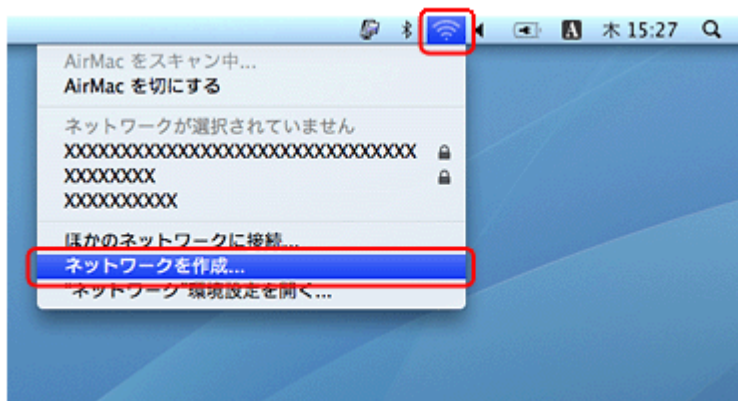 A 木 15:27
AirMac をスキャン中...
AirMac を切にする
ネットワークが選択されていません
XXXXXXXXXXXXXXXXXXXXXXXXXXXXXXXX
XXXXXXXX
XXXXXXXXXX
ほかのネットワークに接続...
ネットワークを作成...
"ネットワーク"環境設定を開く...